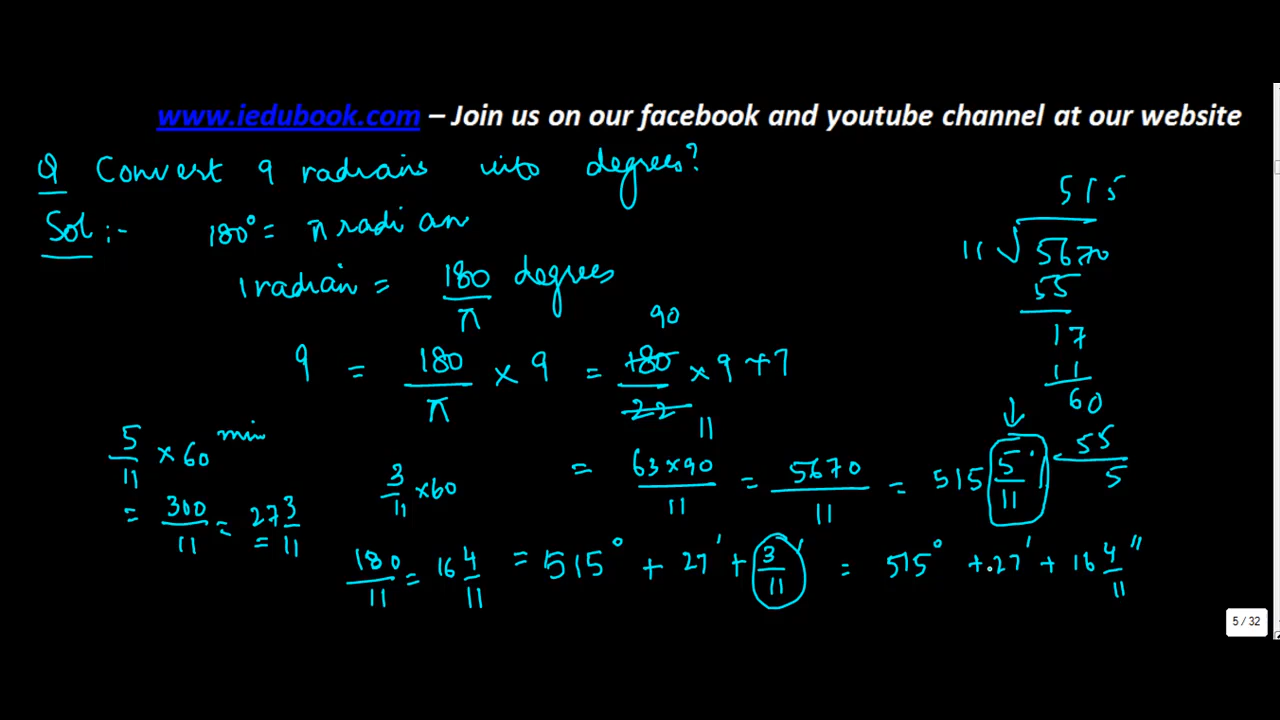 www.iedubook.com – Join us on our facebook and youtube channel at our website
Q Convert 9 radians into degrees?
Sol :- 180° = π radian
1 radian = 180/π degrees
90
9 = 180/π × 9 = 180/22 × 9 × 7
11
= 63×90/11 = 5670/11 = 515 5/11 °
= 515° + 27' + 3/11 ' = 515° + 27' + 16 4/11 "
5/11 × 60 min
= 300/11 = 27 3/11
3/11 × 60
180/11 = 16 4/11
515
11 √ 5670
55
17
11
60
55
5
5 / 32